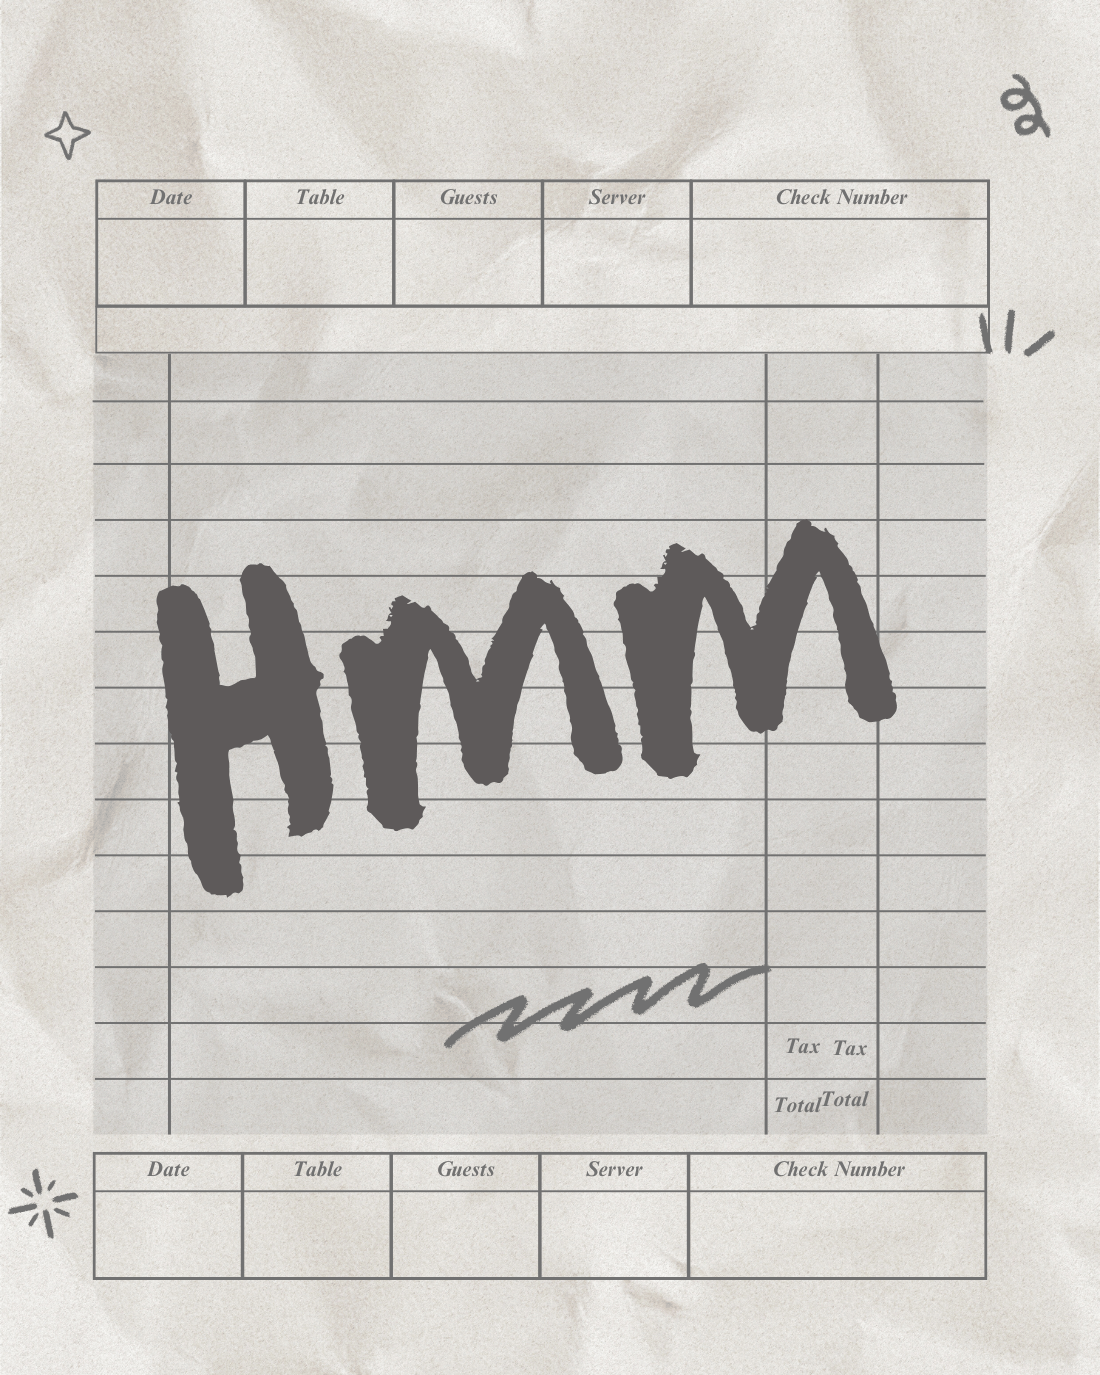 Date Table Guests Server Check Number
Hmm
Tax Tax
Total Total
Date Table Guests Server Check Number